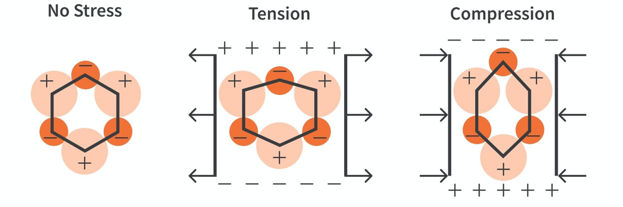 No Stress
Tension
Compression
+ + + + +
− − − − −
− + + − − +
− + + − − +
− + + − − +
− − − − −
+ + + + +